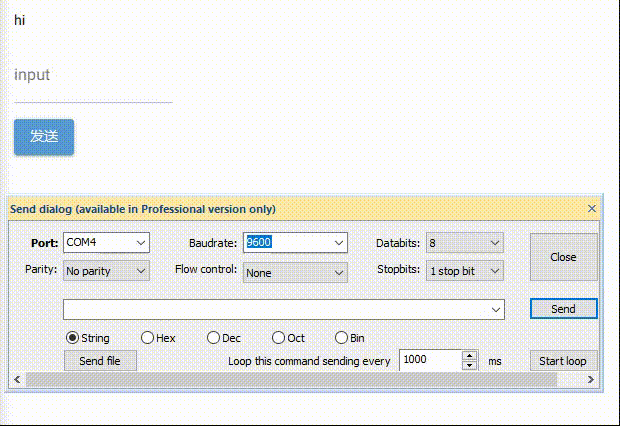 hi
input
发送
Send dialog (available in Professional version only)
Port: COM4 Baudrate: 9600 Databits: 8 Close
Parity: No parity Flow control: None Stopbits: 1 stop bit
Send
String Hex Dec Oct Bin
Send file Loop this command sending every 1000 ms Start loop